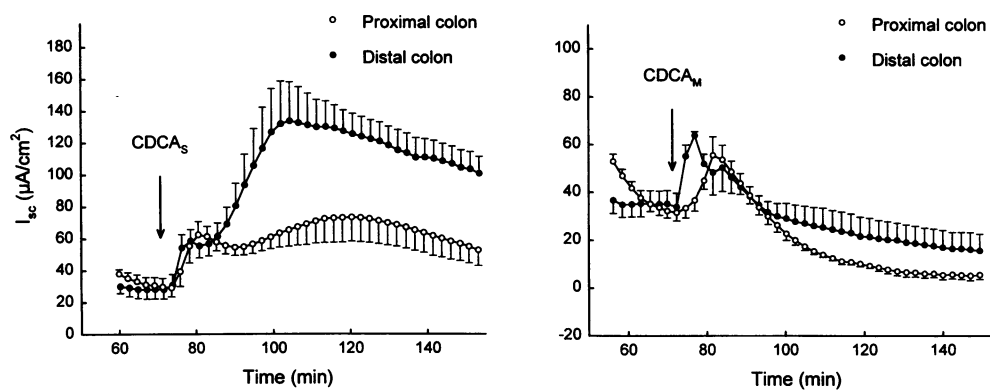 Proximal colon
Distal colon
CDCAS
Isc (µA/cm²)
180
160
140
120
100
80
60
40
20
0
60 80 100 120 140
Time (min)
Proximal colon
Distal colon
CDCAM
100
80
60
40
20
0
-20
60 80 100 120 140
Time (min)